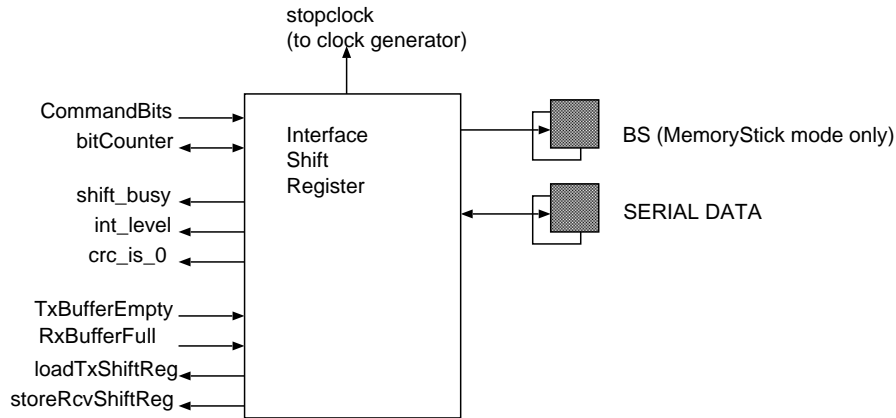 stopclock
(to clock generator)
CommandBits
bitCounter
shift_busy
int_level
crc_is_0
TxBufferEmpty
RxBufferFull
loadTxShiftReg
storeRcvShiftReg
Interface
Shift
Register
BS (MemoryStick mode only)
SERIAL DATA